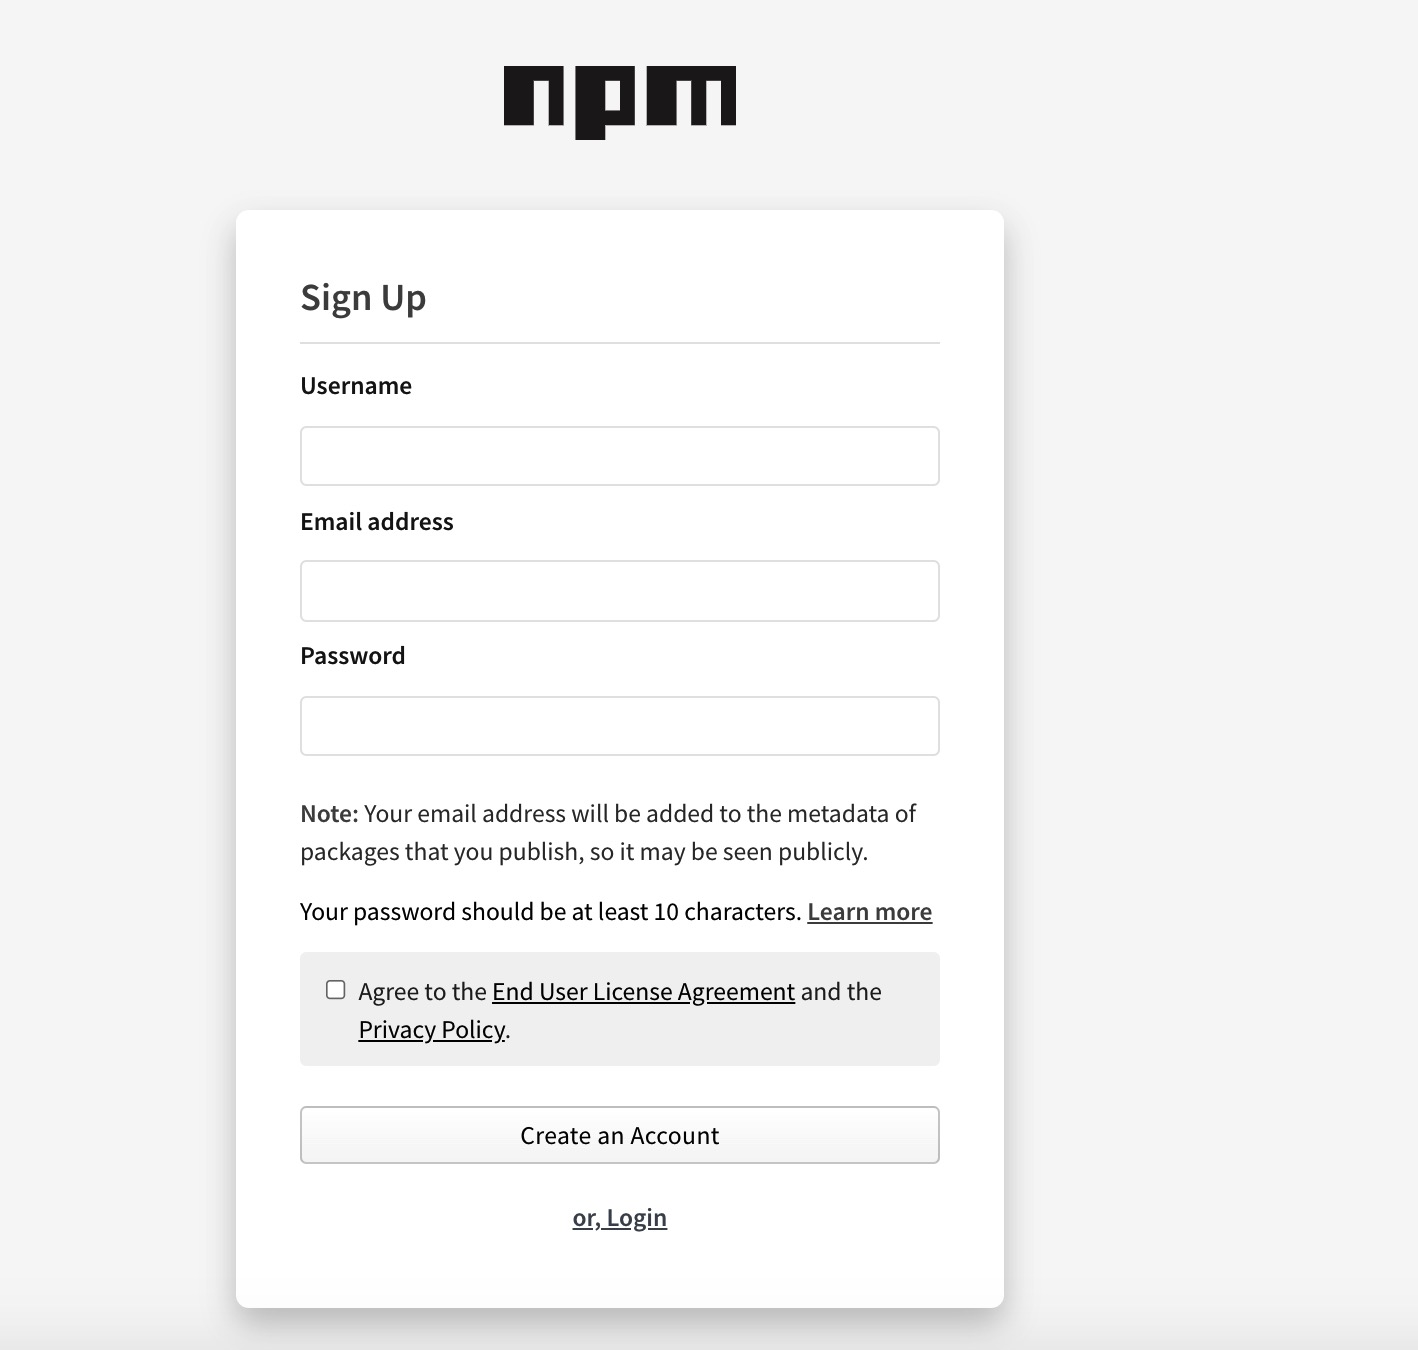 npm
Sign Up
Username
Email address
Password
Note: Your email address will be added to the metadata of
packages that you publish, so it may be seen publicly.
Your password should be at least 10 characters. Learn more
Agree to the End User License Agreement and the
Privacy Policy.
Create an Account
or, Login